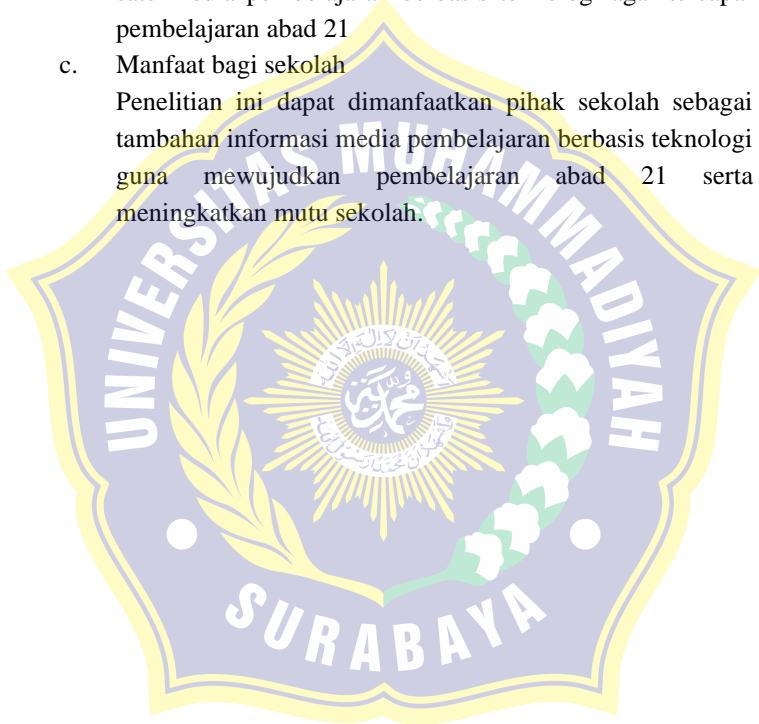 pembelajaran abad 21
c. Manfaat bagi sekolah
Penelitian ini dapat dimanfaatkan pihak sekolah sebagai
tambahan informasi media pembelajaran berbasis teknologi
guna mewujudkan pembelajaran abad 21 serta
meningkatkan mutu sekolah.
UNIVERSITAS MUHAMMADIYAH
SURABAYA